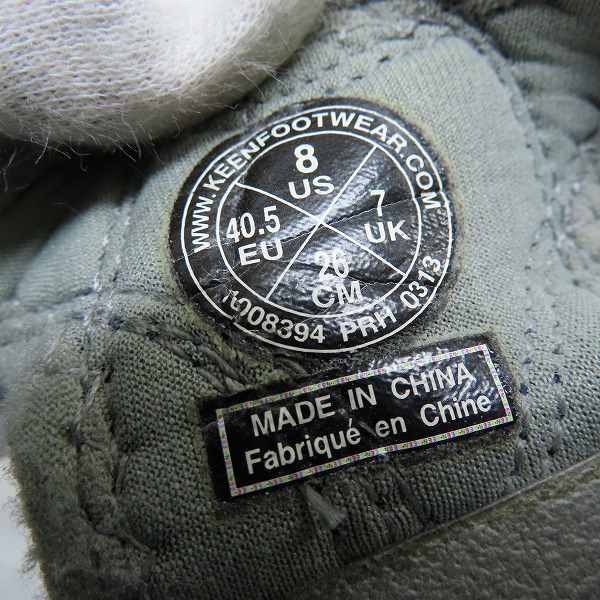 WWW.KEENFOOTWEAR.COM
8
US
40.5
EU
7
UK
26
CM
1008394 PRH 0313
MADE IN CHINA
Fabriqué en Chine